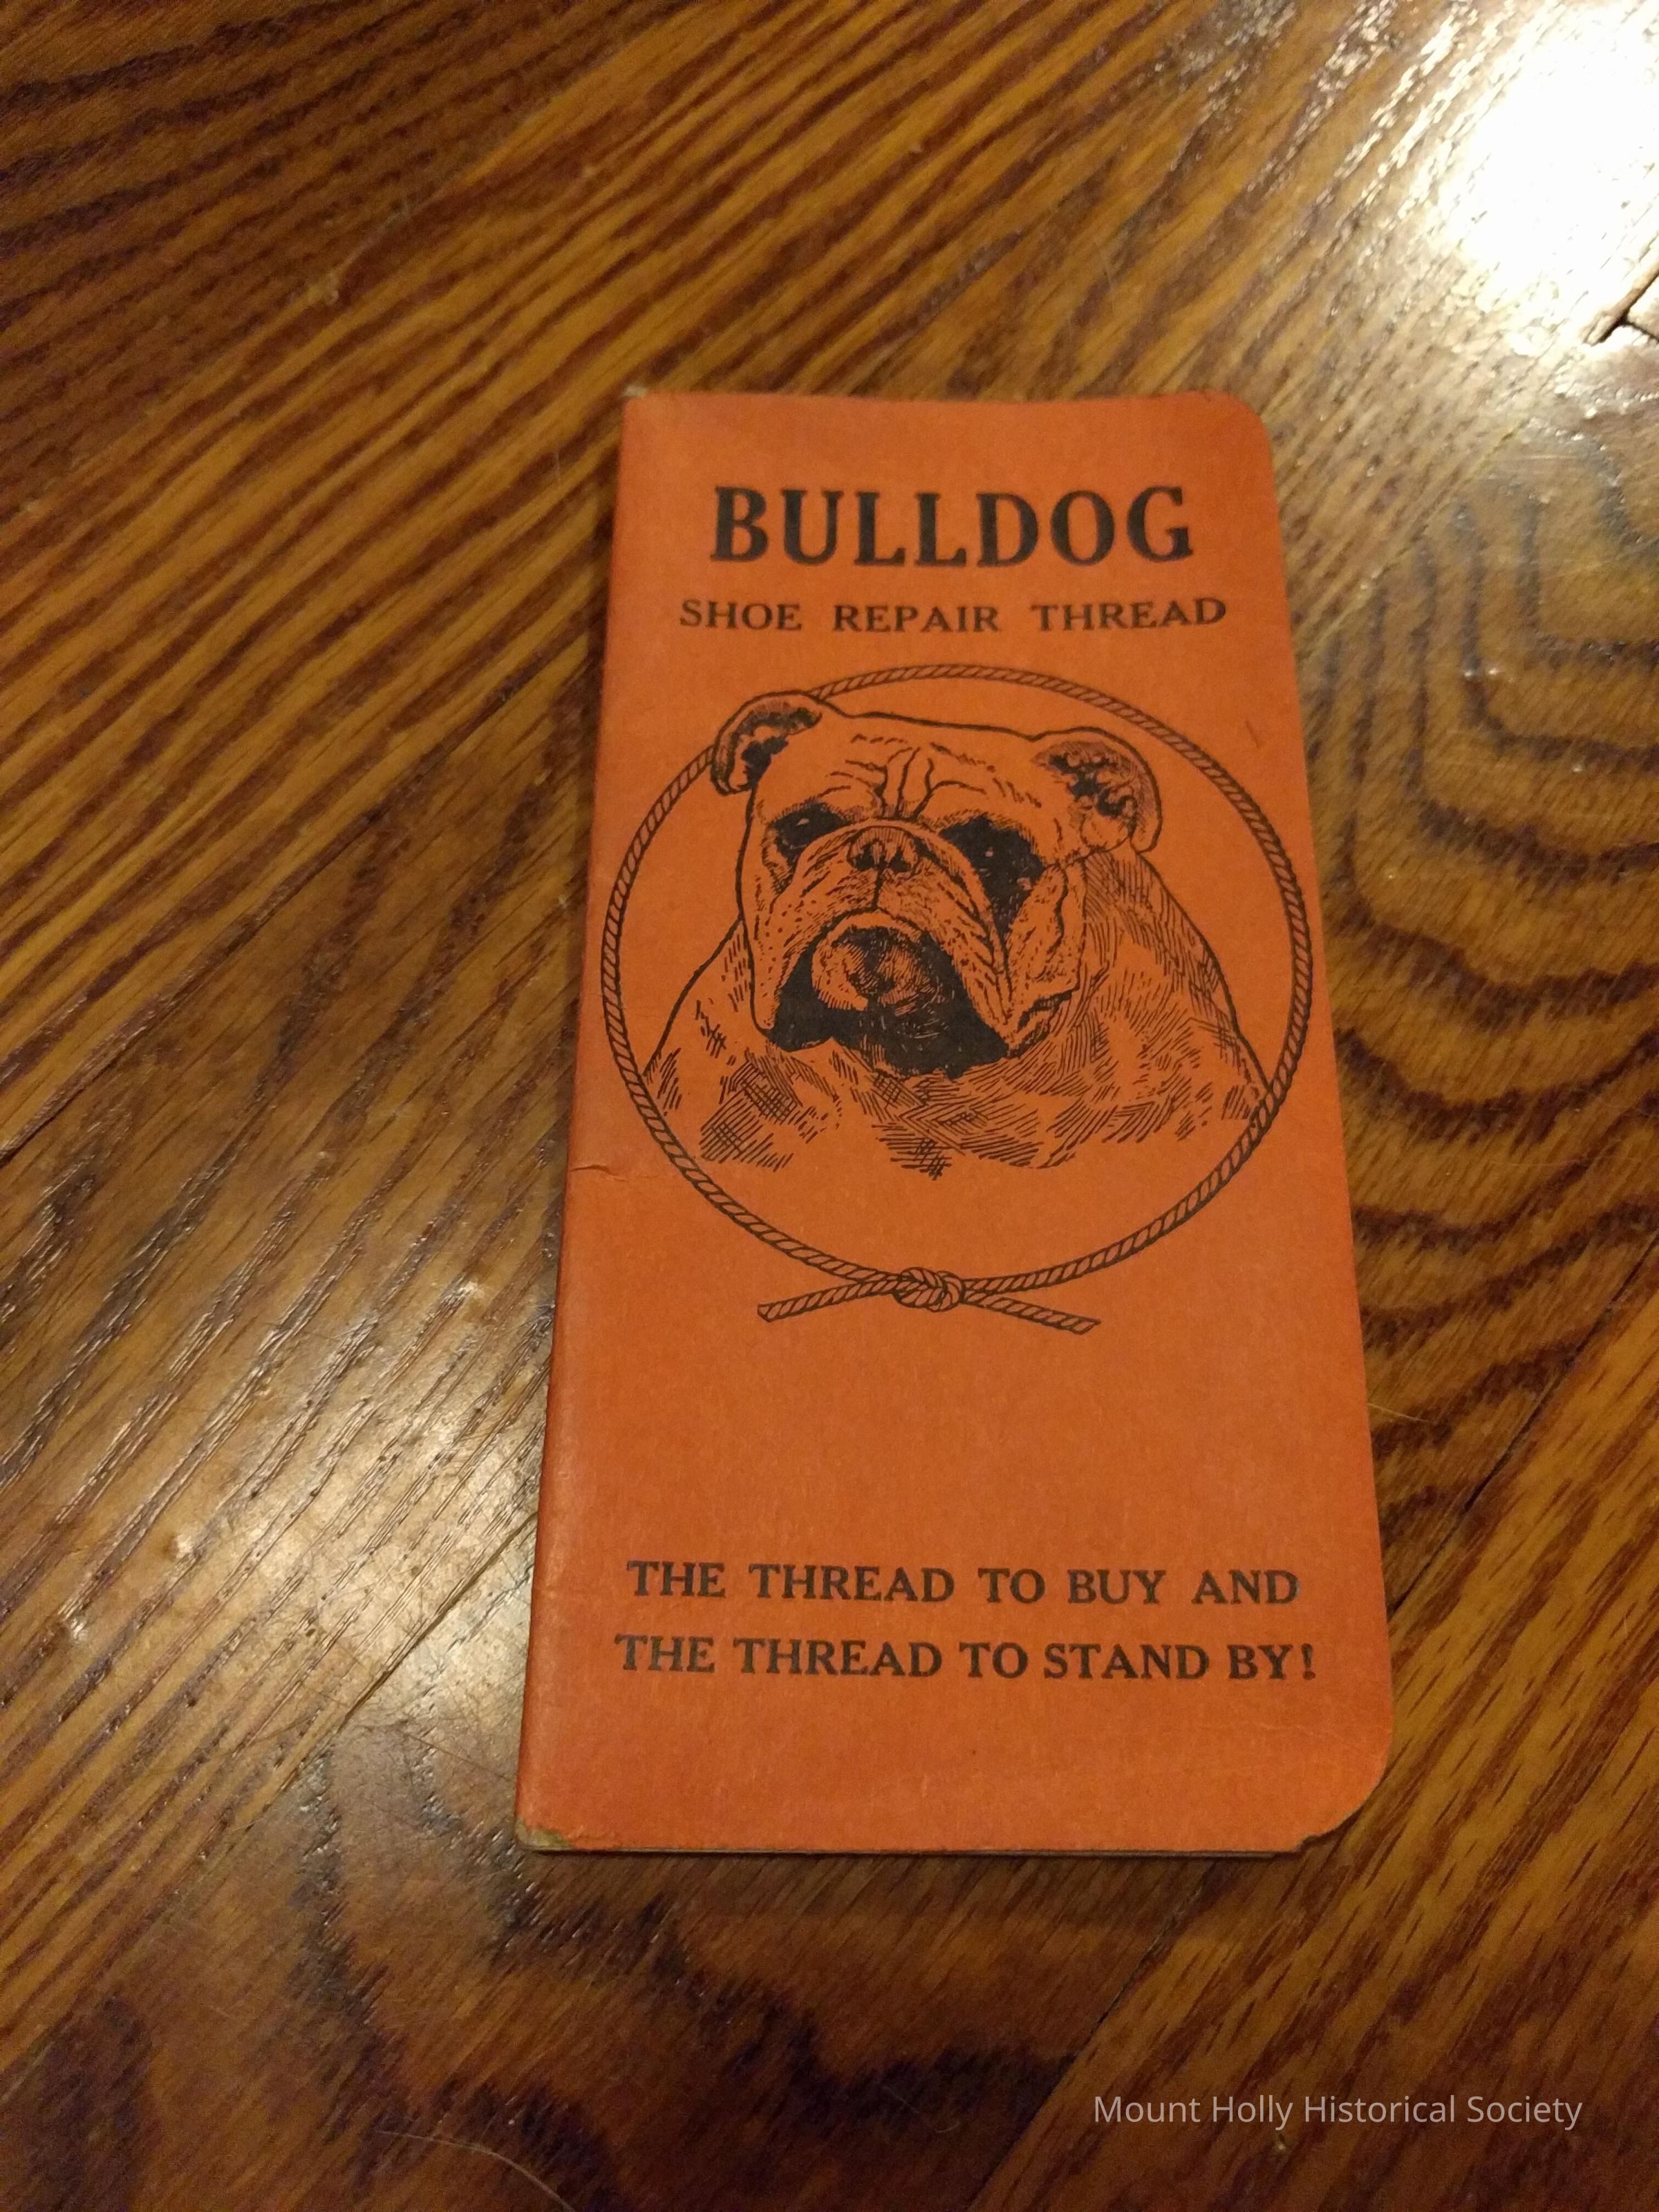 BULLDOG
SHOE REPAIR THREAD
THE THREAD TO BUY AND
THE THREAD TO STAND BY!
Mount Holly Historical Society